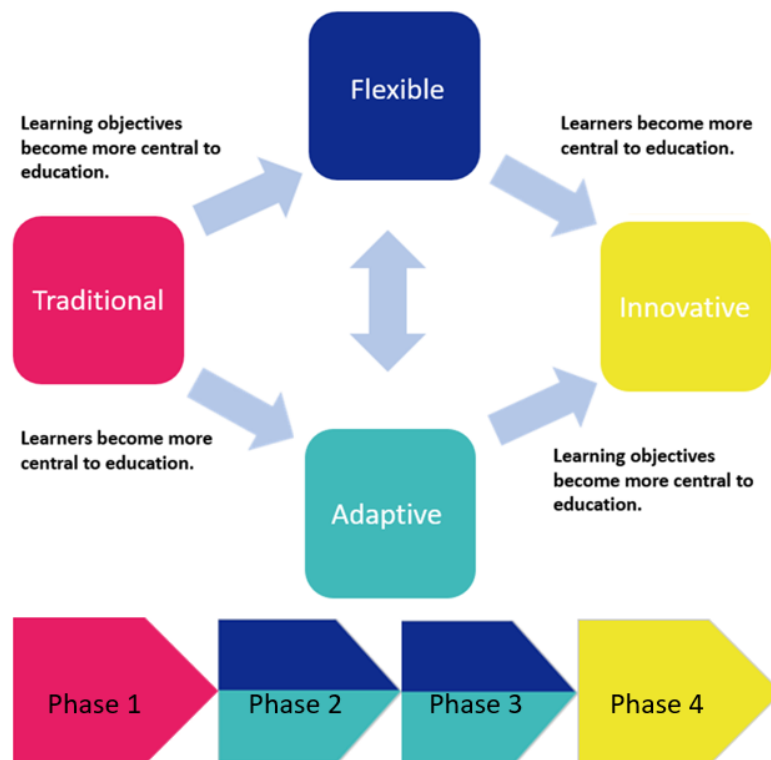 Flexible
Learning objectives
become more central to
education.
Learners become more
central to education.
Traditional
Innovative
Learners become more
central to education.
Learning objectives
become more central to
education.
Adaptive
Phase 1
Phase 2
Phase 3
Phase 4